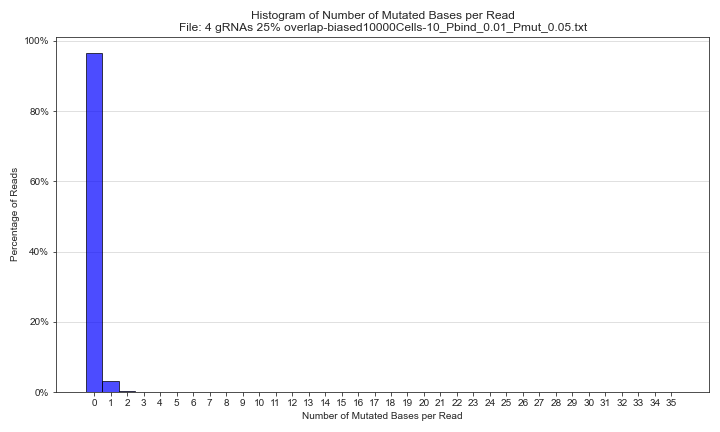 Histogram of Number of Mutated Bases per Read
File: 4 gRNAs 25% overlap-biased10000Cells-10_Pbind_0.01_Pmut_0.05.txt
100%
80%
60%
40%
20%
0%
Percentage of Reads
0 1 2 3 4 5 6 7 8 9 10 11 12 13 14 15 16 17 18 19 20 21 22 23 24 25 26 27 28 29 30 31 32 33 34 35
Number of Mutated Bases per Read